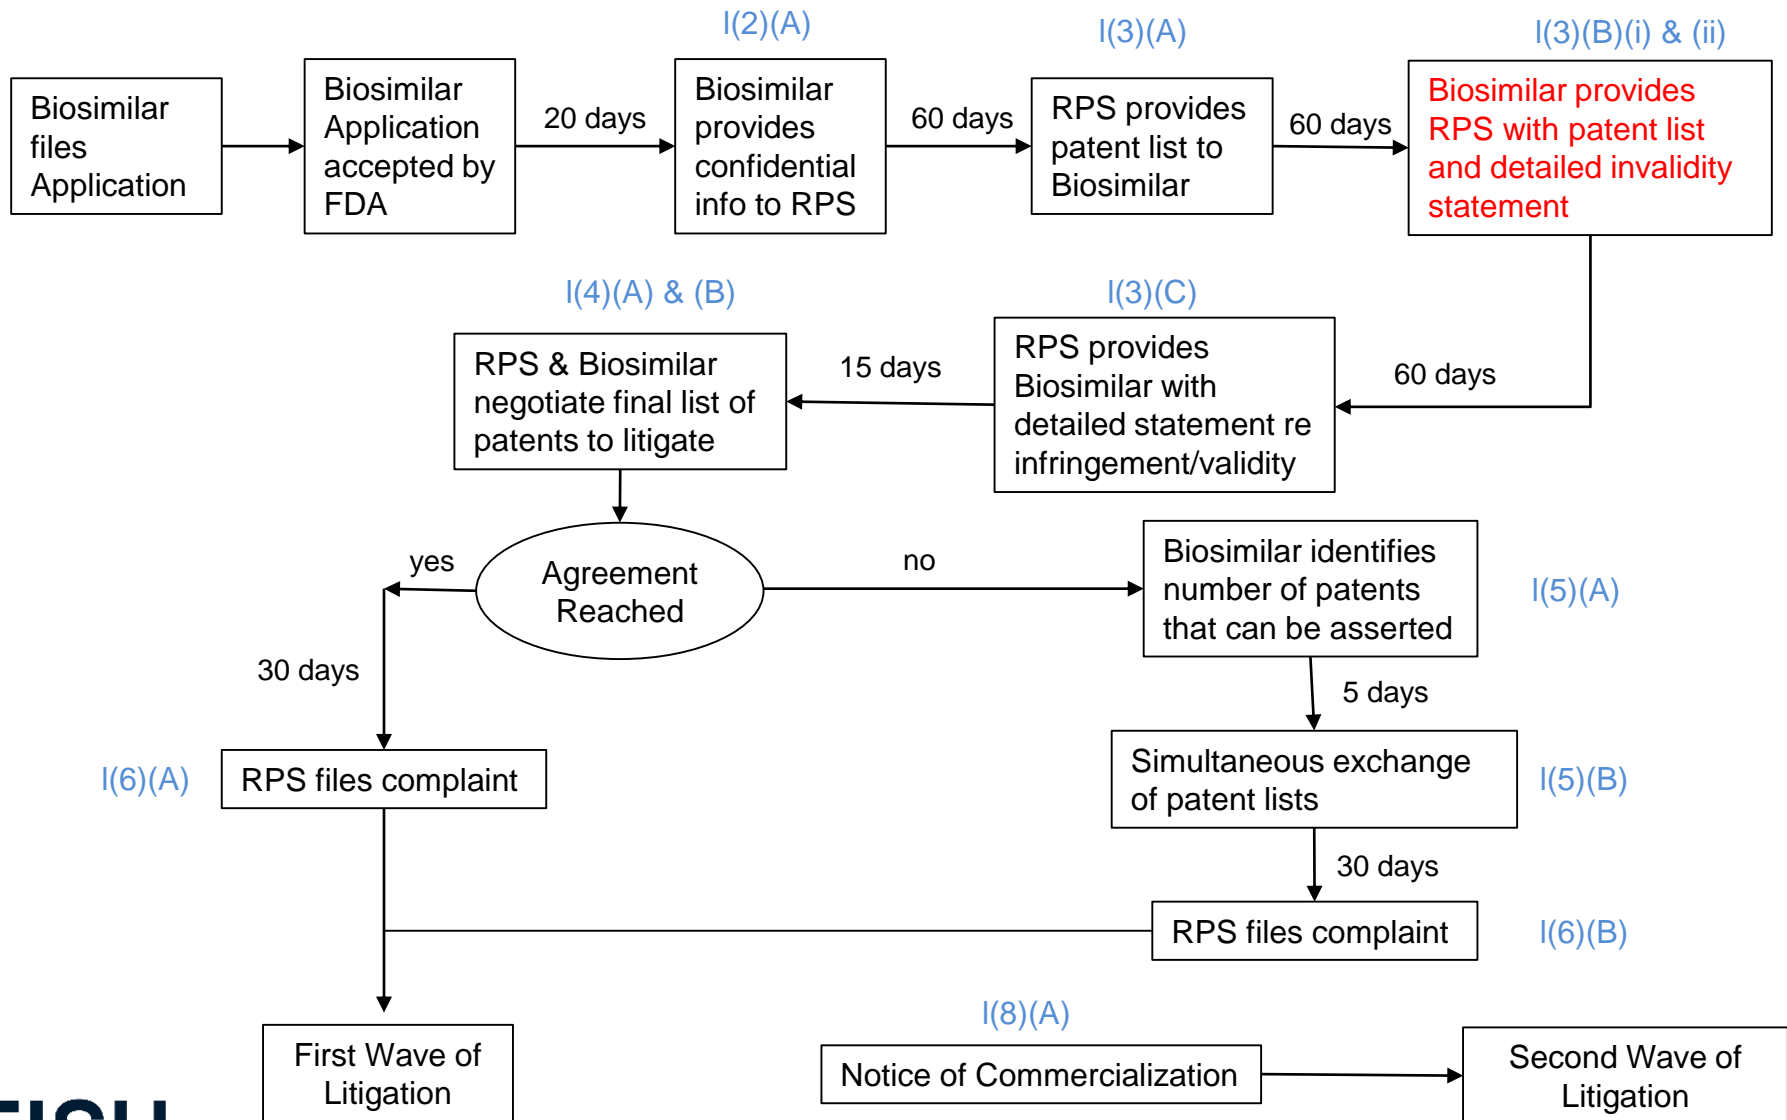 l(2)(A)
l(3)(A)
l(3)(B)(i) & (ii)
Biosimilar
files
Application
Biosimilar
Application
accepted by
FDA
20 days
Biosimilar
provides
confidential
info to RPS
60 days
RPS provides
patent list to
Biosimilar
60 days
Biosimilar provides
RPS with patent list
and detailed invalidity
statement
l(4)(A) & (B)
l(3)(C)
RPS & Biosimilar
negotiate final list of
patents to litigate
15 days
RPS provides
Biosimilar with
detailed statement re
infringement/validity
60 days
yes
Agreement
Reached
no
Biosimilar identifies
number of patents
that can be asserted
l(5)(A)
30 days
5 days
l(6)(A)
RPS files complaint
Simultaneous exchange
of patent lists
l(5)(B)
30 days
RPS files complaint
l(6)(B)
l(8)(A)
First Wave of
Litigation
Notice of Commercialization
Second Wave of
Litigation